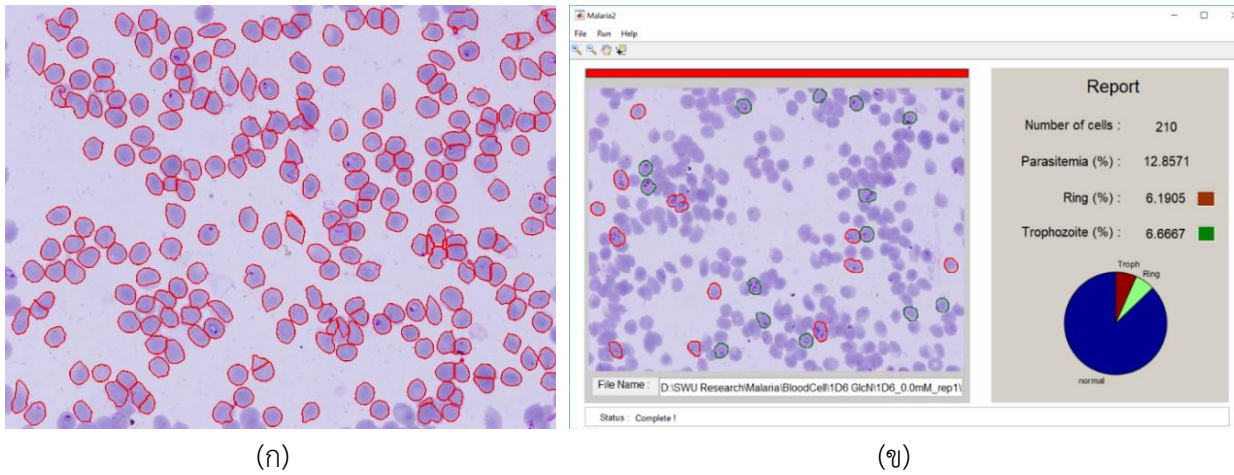 Malaria2
File Run Help
Report
Number of cells : 210
Parasitemia (%) : 12.8571
Ring (%) : 6.1905
Trophozoite (%) : 6.6667
Troph
Ring
normal
File Name : D:\SWU Research\Malaria\BloodCell\1D6 GlcN\1D6_0.0mM_rep1\
Status : Complete !
(ก) (ข)